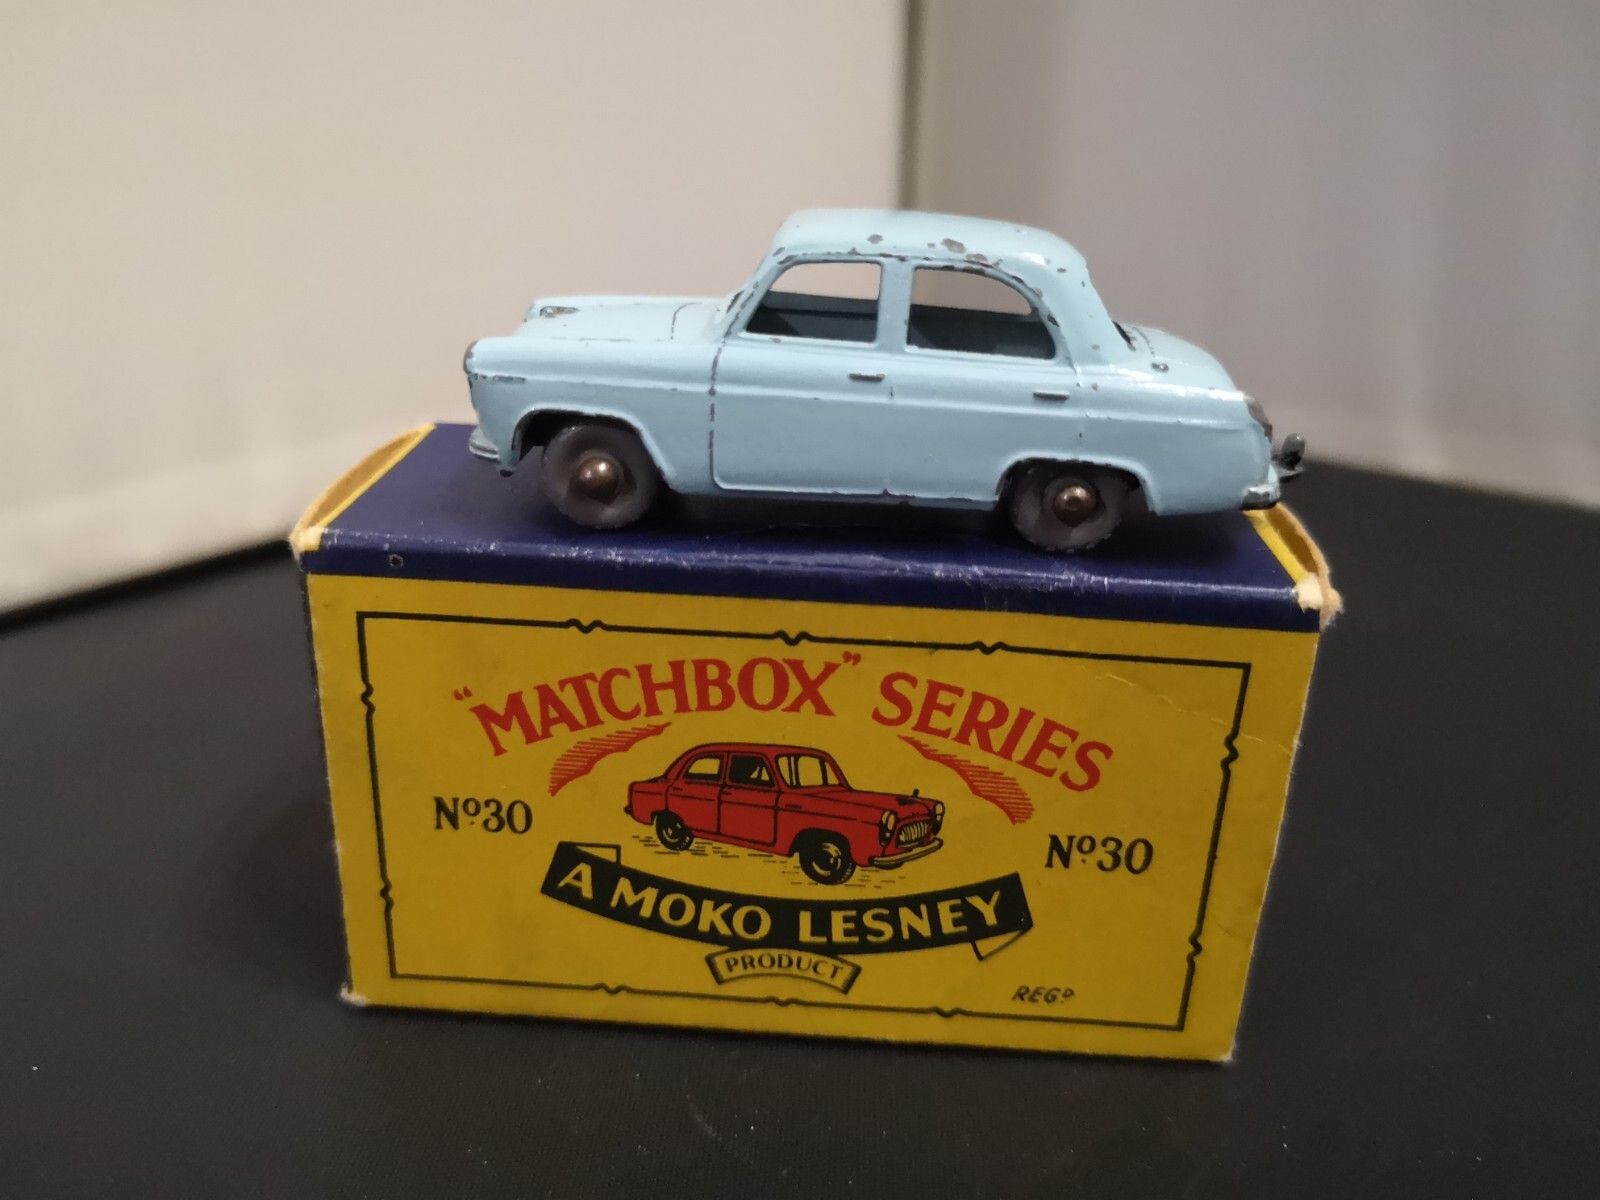 "MATCHBOX" SERIES
Nº30
Nº30
A MOKO LESNEY
PRODUCT
REGD